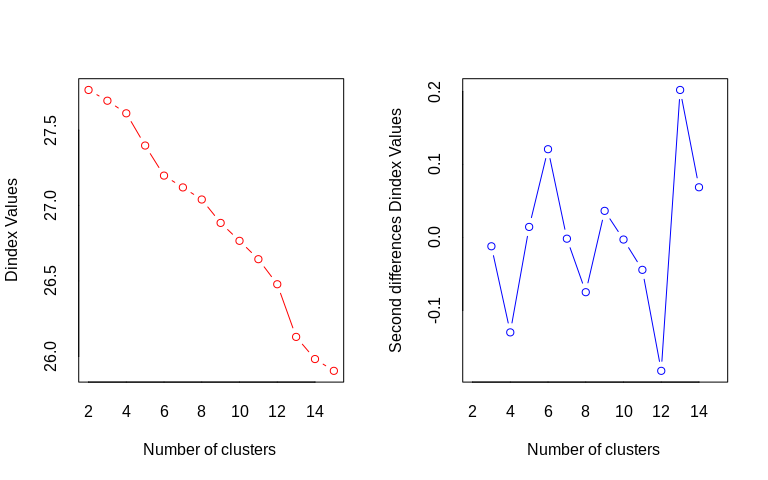 Dindex Values
27.5
27.0
26.5
26.0
2 4 6 8 10 12 14
Number of clusters
Second differences Dindex Values
0.2
0.1
0.0
-0.1
2 4 6 8 10 12 14
Number of clusters